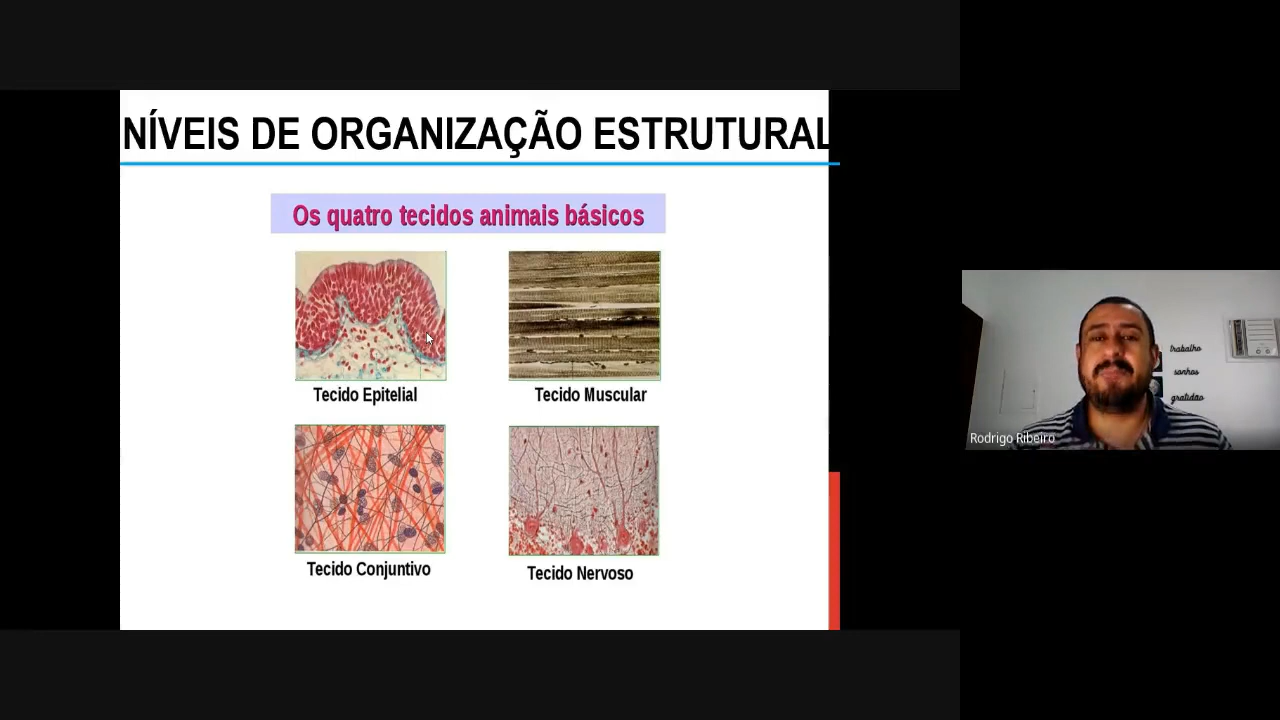 NÍVEIS DE ORGANIZAÇÃO ESTRUTURAL
Os quatro tecidos animais básicos
Tecido Epitelial
Tecido Muscular
Tecido Conjuntivo
Tecido Nervoso
trabalho
sonhos
gratidão
Rodrigo Ribeiro